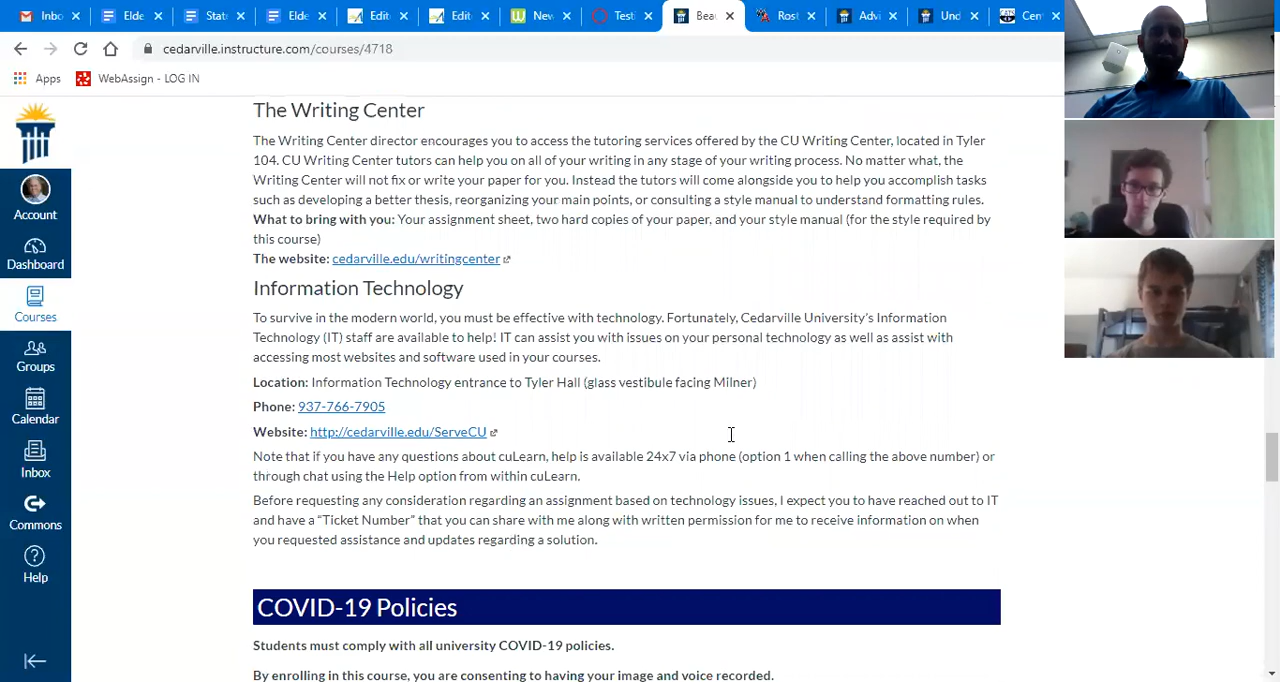 Inbo
Elde
Stat
Elde
Edit
Edit
New
Testi
Beau
Rost
Advi
Und
Cen
cedarville.instructure.com/courses/4718
Apps
WebAssign - LOG IN
Account
Dashboard
Courses
Groups
Calendar
Inbox
Commons
Help
The Writing Center
The Writing Center director encourages you to access the tutoring services offered by the CU Writing Center, located in Tyler
104. CU Writing Center tutors can help you on all of your writing in any stage of your writing process. No matter what, the
Writing Center will not fix or write your paper for you. Instead the tutors will come alongside you to help you accomplish tasks
such as developing a better thesis, reorganizing your main points, or consulting a style manual to understand formatting rules.
What to bring with you: Your assignment sheet, two hard copies of your paper, and your style manual (for the style required by
this course)
The website: cedarville.edu/writingcenter
Information Technology
To survive in the modern world, you must be effective with technology. Fortunately, Cedarville University's Information
Technology (IT) staff are available to help! IT can assist you with issues on your personal technology as well as assist with
accessing most websites and software used in your courses.
Location: Information Technology entrance to Tyler Hall (glass vestibule facing Milner)
Phone: 937-766-7905
Website: http://cedarville.edu/ServeCU
Note that if you have any questions about cuLearn, help is available 24x7 via phone (option 1 when calling the above number) or
through chat using the Help option from within cuLearn.
Before requesting any consideration regarding an assignment based on technology issues, I expect you to have reached out to IT
and have a “Ticket Number” that you can share with me along with written permission for me to receive information on when
you requested assistance and updates regarding a solution.
COVID-19 Policies
Students must comply with all university COVID-19 policies.
By enrolling in this course, you are consenting to having your image and voice recorded.